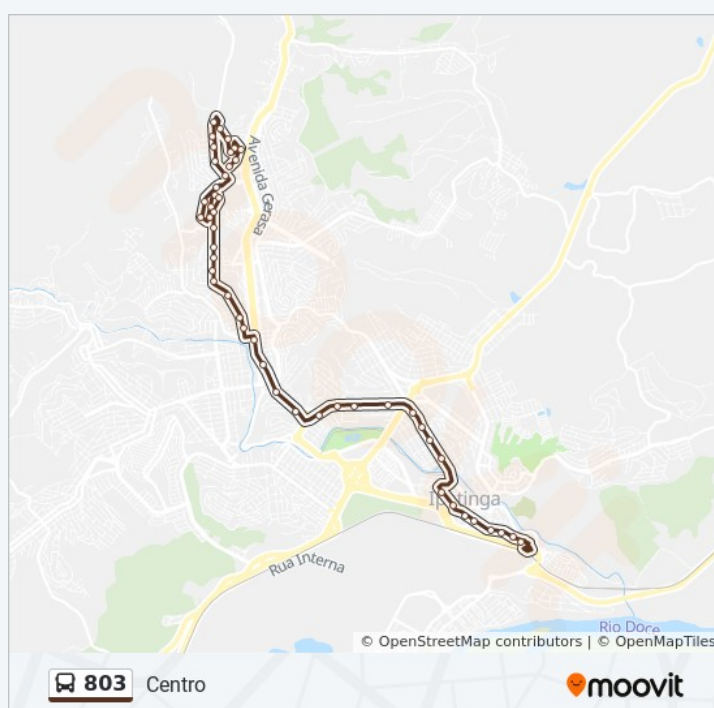 Avenida Gerasa
Ipatinga
Rua Interna
Rio Doce
© OpenStreetMap contributors | © OpenMapTiles
803 Centro
moovit